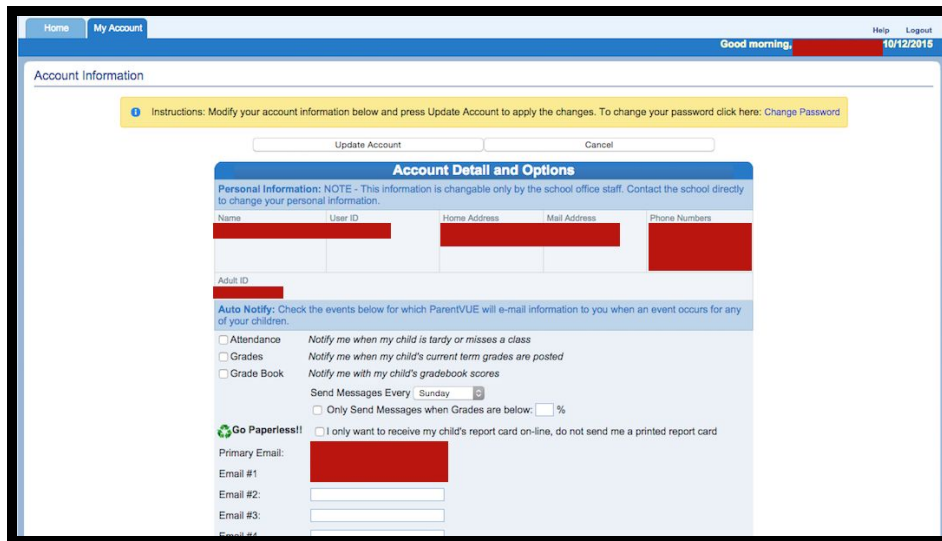 Home My Account
Help Logout
Good morning, 10/12/2015
Account Information
Instructions: Modify your account information below and press Update Account to apply the changes. To change your password click here: Change Password
Update Account Cancel
Account Detail and Options
Personal Information: NOTE - This information is changable only by the school office staff. Contact the school directly
to change your personal information.
Name User ID Home Address Mail Address Phone Numbers
Adult ID
Auto Notify: Check the events below for which ParentVUE will e-mail information to you when an event occurs for any
of your children.
Attendance Notify me when my child is tardy or misses a class
Grades Notify me when my child's current term grades are posted
Grade Book Notify me with my child's gradebook scores
Send Messages Every Sunday
Only Send Messages when Grades are below: %
Go Paperless!! I only want to receive my child's report card on-line, do not send me a printed report card
Primary Email:
Email #1
Email #2:
Email #3:
Email #4